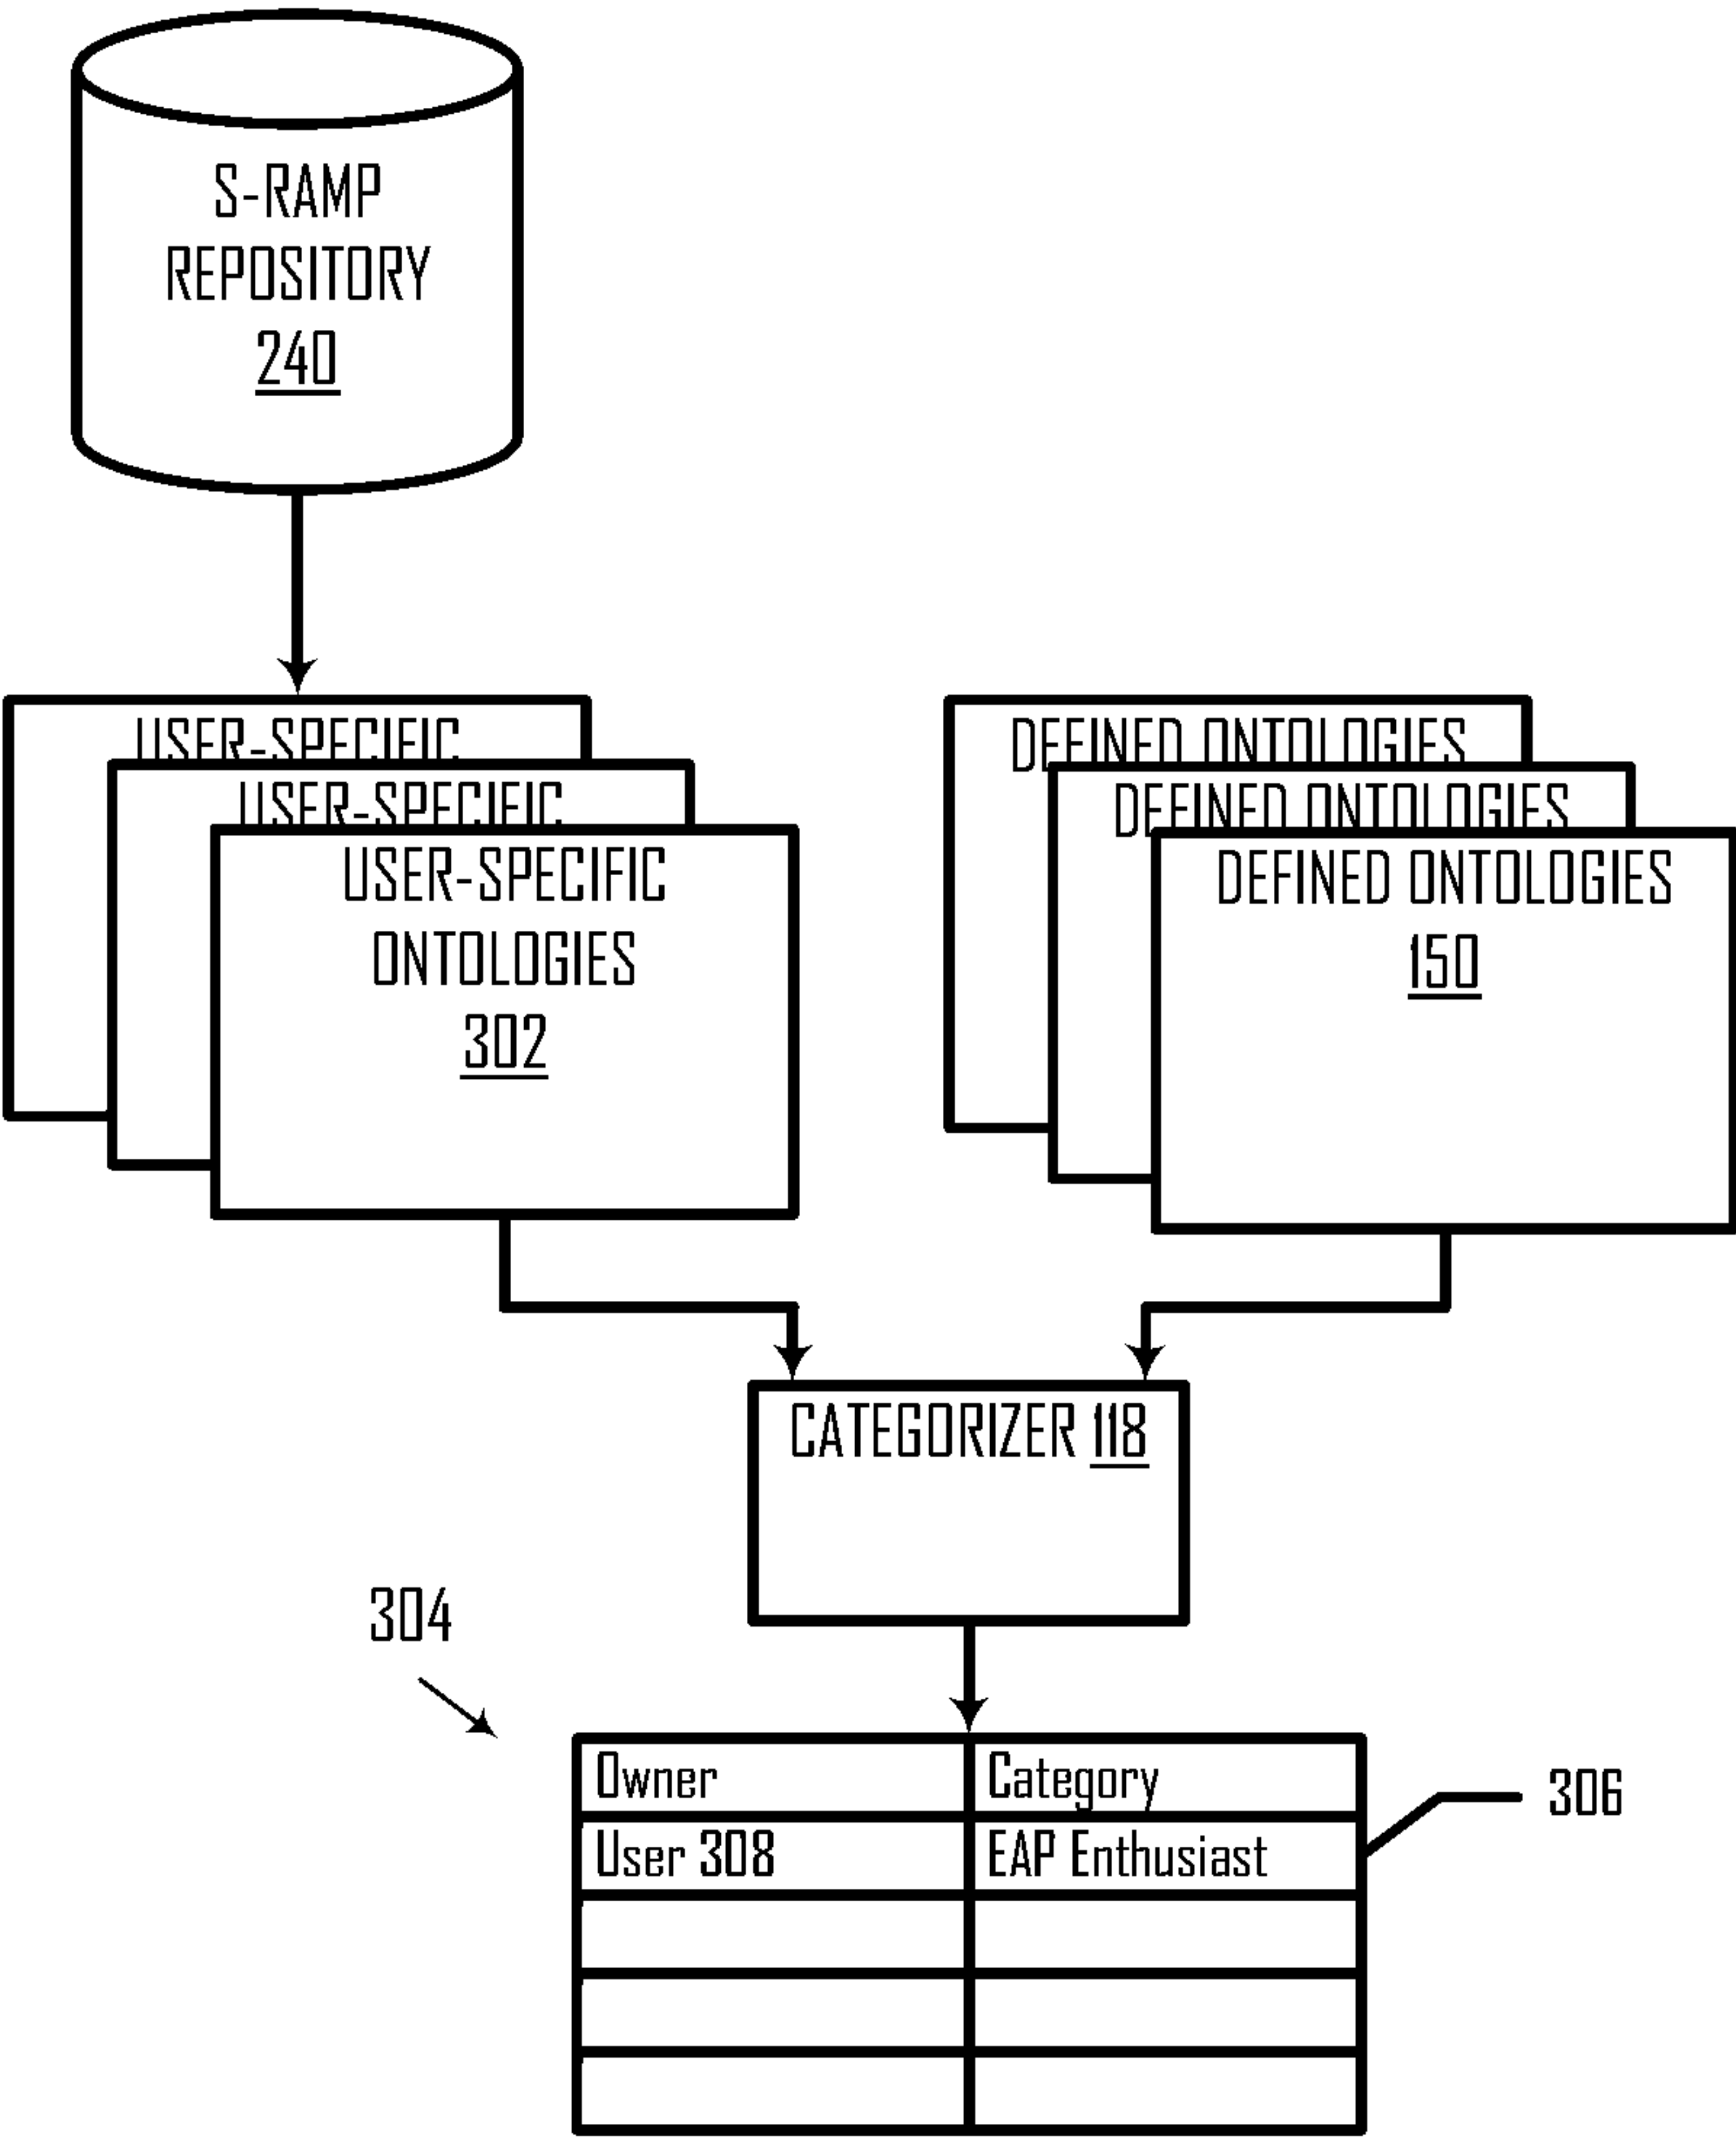 S-RAMP
REPOSITORY
240
USER-SPECIFIC
USER-SPECIFIC
USER-SPECIFIC
ONTOLOGIES
302
DEFINED ONTOLOGIES
DEFINED ONTOLOGIES
DEFINED ONTOLOGIES
150
CATEGORIZER 118
304
Owner Category
User 308 EAP Enthusiast
306